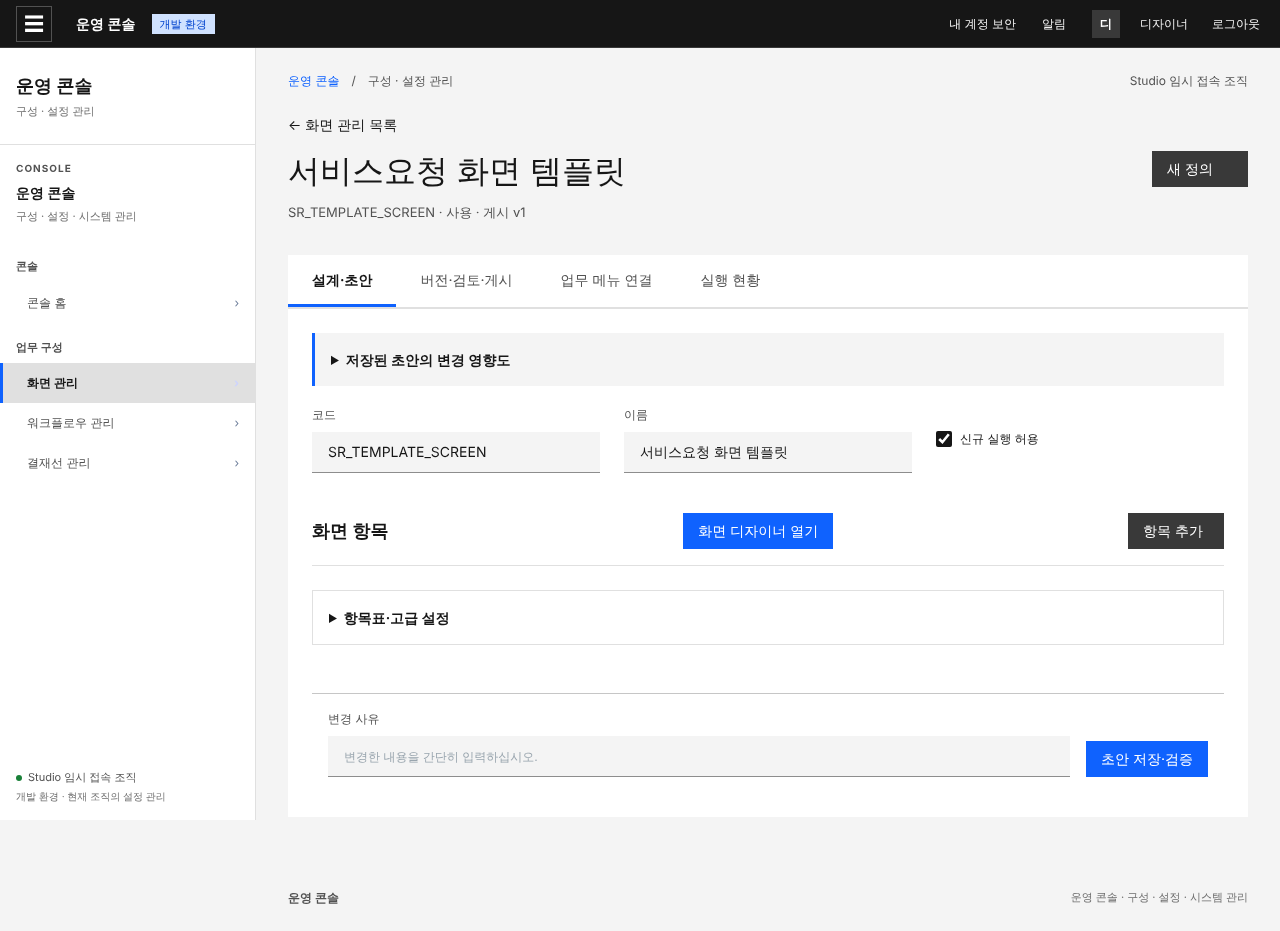 운영 콘솔
개발 환경
내 계정 보안
알림
디
디자이너
로그아웃
운영 콘솔
구성 · 설정 관리
CONSOLE
운영 콘솔
구성 · 설정 · 시스템 관리
콘솔
콘솔 홈
업무 구성
화면 관리
워크플로우 관리
결재선 관리
Studio 임시 접속 조직
개발 환경 · 현재 조직의 설정 관리
운영 콘솔 / 구성 · 설정 관리
Studio 임시 접속 조직
← 화면 관리 목록
서비스요청 화면 템플릿
새 정의
SR_TEMPLATE_SCREEN · 사용 · 게시 v1
설계·초안
버전·검토·게시
업무 메뉴 연결
실행 현황
저장된 초안의 변경 영향도
코드
SR_TEMPLATE_SCREEN
이름
서비스요청 화면 템플릿
신규 실행 허용
화면 항목
화면 디자이너 열기
항목 추가
항목표·고급 설정
변경 사유
변경한 내용을 간단히 입력하십시오.
초안 저장·검증
운영 콘솔
운영 콘솔 · 구성 · 설정 · 시스템 관리